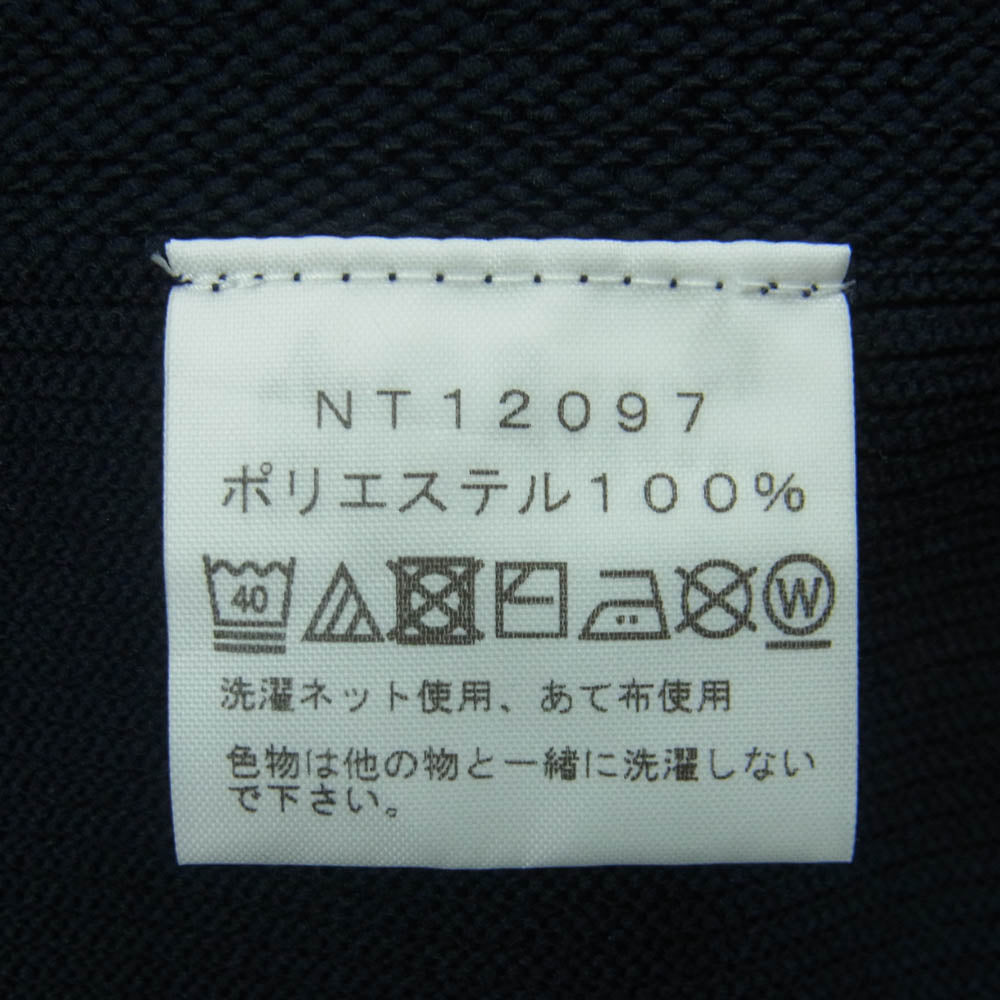 NT12097
ポリエステル100%
40 W
洗濯ネット使用、あて布使用
色物は他の物と一緒に洗濯しない
で下さい。